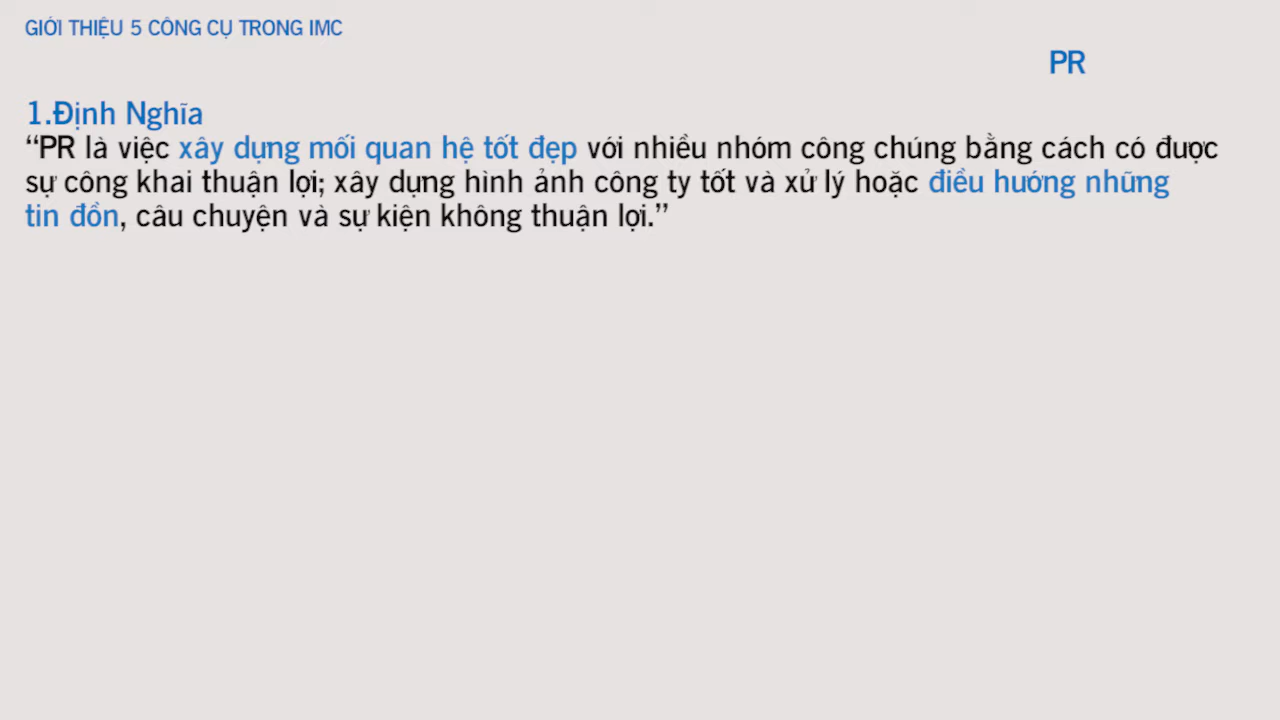 GIỚI THIỆU 5 CÔNG CỤ TRONG IMC
PR
1.Định Nghĩa
“PR là việc xây dựng mối quan hệ tốt đẹp với nhiều nhóm công chúng bằng cách có được
sự công khai thuận lợi; xây dựng hình ảnh công ty tốt và xử lý hoặc điều hướng những
tin đồn, câu chuyện và sự kiện không thuận lợi.”